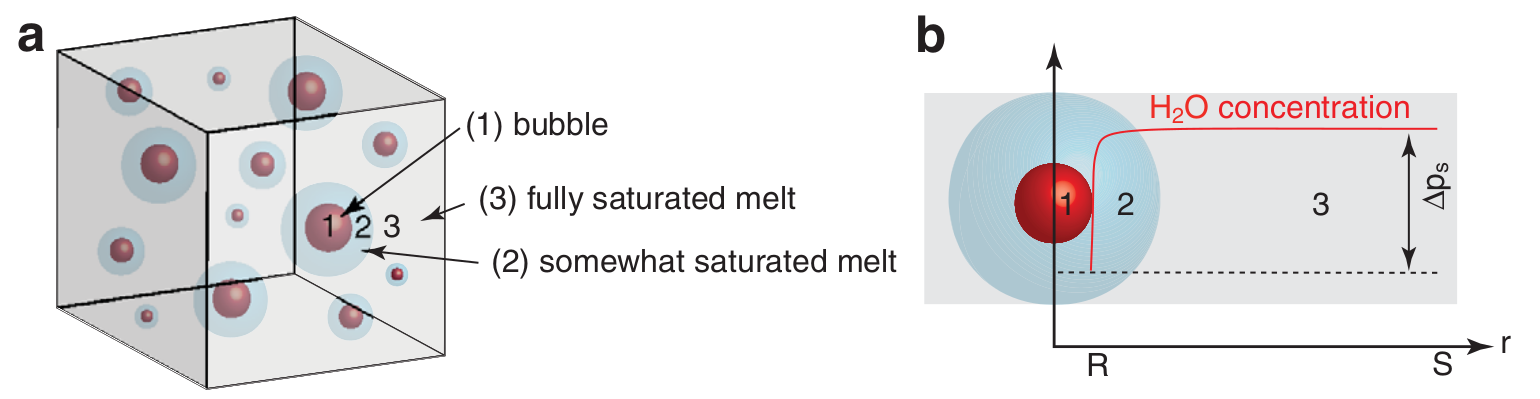 a
(1) bubble
(3) fully saturated melt
1 2 3
(2) somewhat saturated melt
b
H₂O concentration
1 2 3
Δpₛ
r
R S